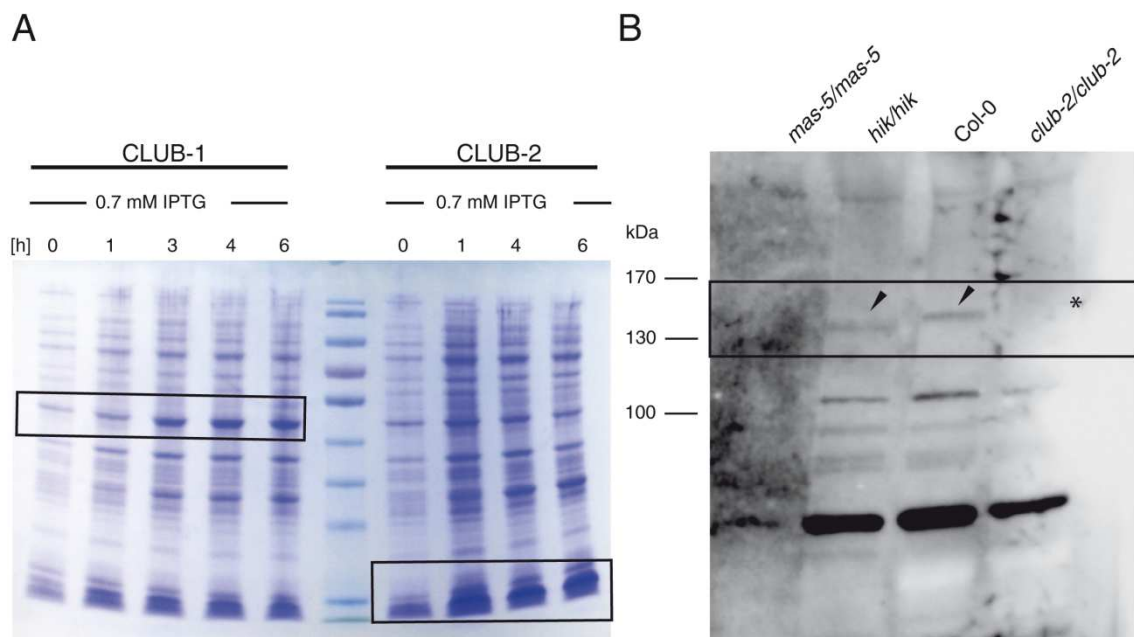 A
CLUB-1
CLUB-2
0.7 mM IPTG
0.7 mM IPTG
[h] 0 1 3 4 6 0 1 4 6
B
mas-5/mas-5
hik/hik
Col-0
club-2/club-2
kDa
170
130
100
*